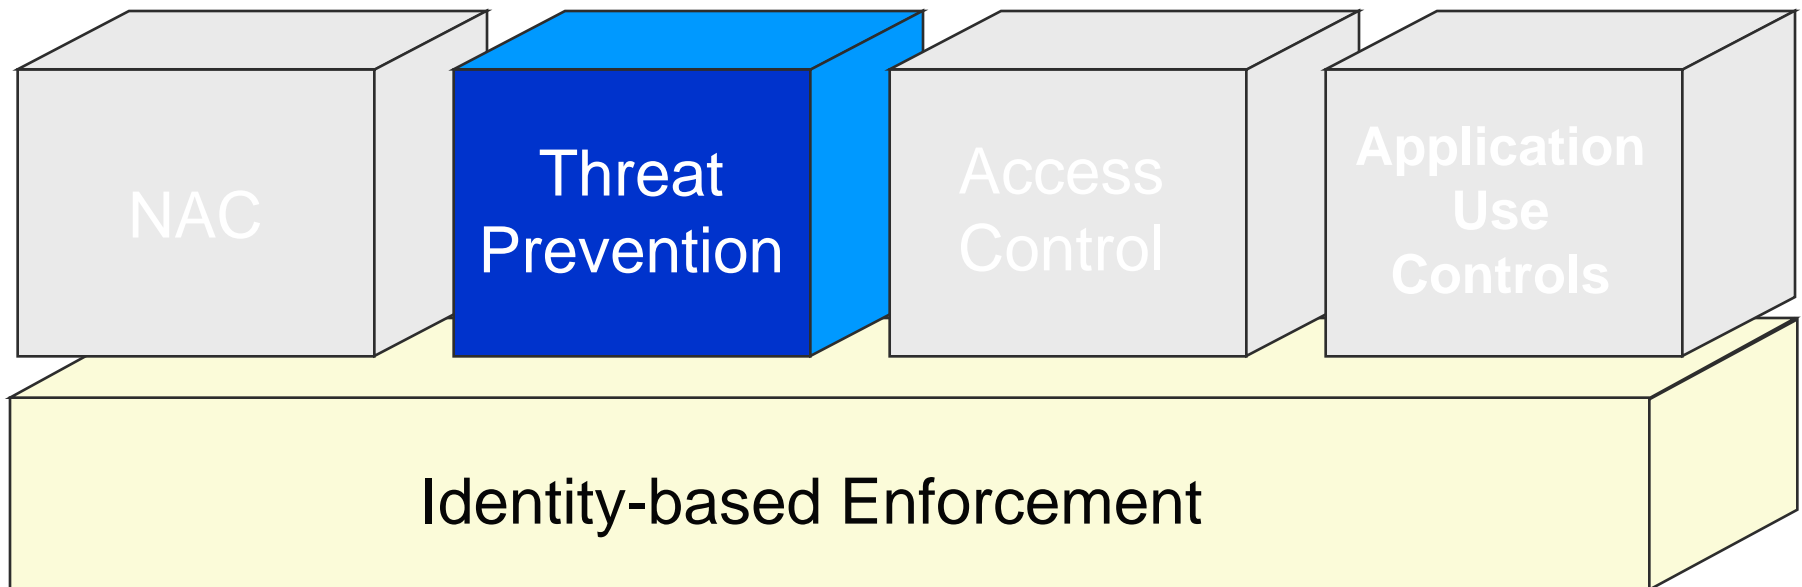 NAC
Threat
Prevention
Access
Control
Application
Use
Controls
Identity-based Enforcement